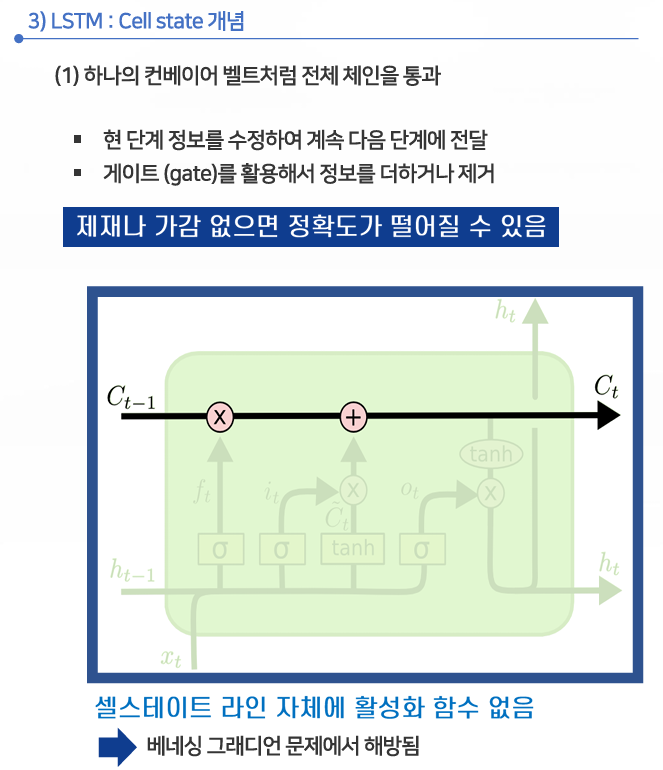 3) LSTM : Cell state 개념
(1) 하나의 컨베이어 벨트처럼 전체 체인을 통과
▪ 현 단계 정보를 수정하여 계속 다음 단계에 전달
▪ 게이트 (gate)를 활용해서 정보를 더하거나 제거
제재나 가감 없으면 정확도가 떨어질 수 있음
h_t
C_{t-1}
C_t
x
+
tanh
f_t
i_t
x
o_t
x
C̃_t
σ
σ
tanh
σ
h_{t-1}
h_t
x_t
셀스테이트 라인 자체에 활성화 함수 없음
베네싱 그래디언 문제에서 해방됨